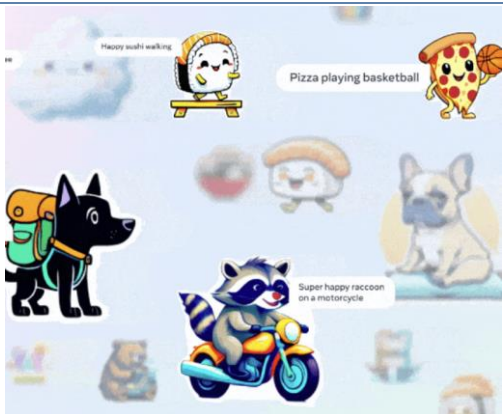 Happy sushi walking
Pizza playing basketball
Super happy raccoon
on a motorcycle